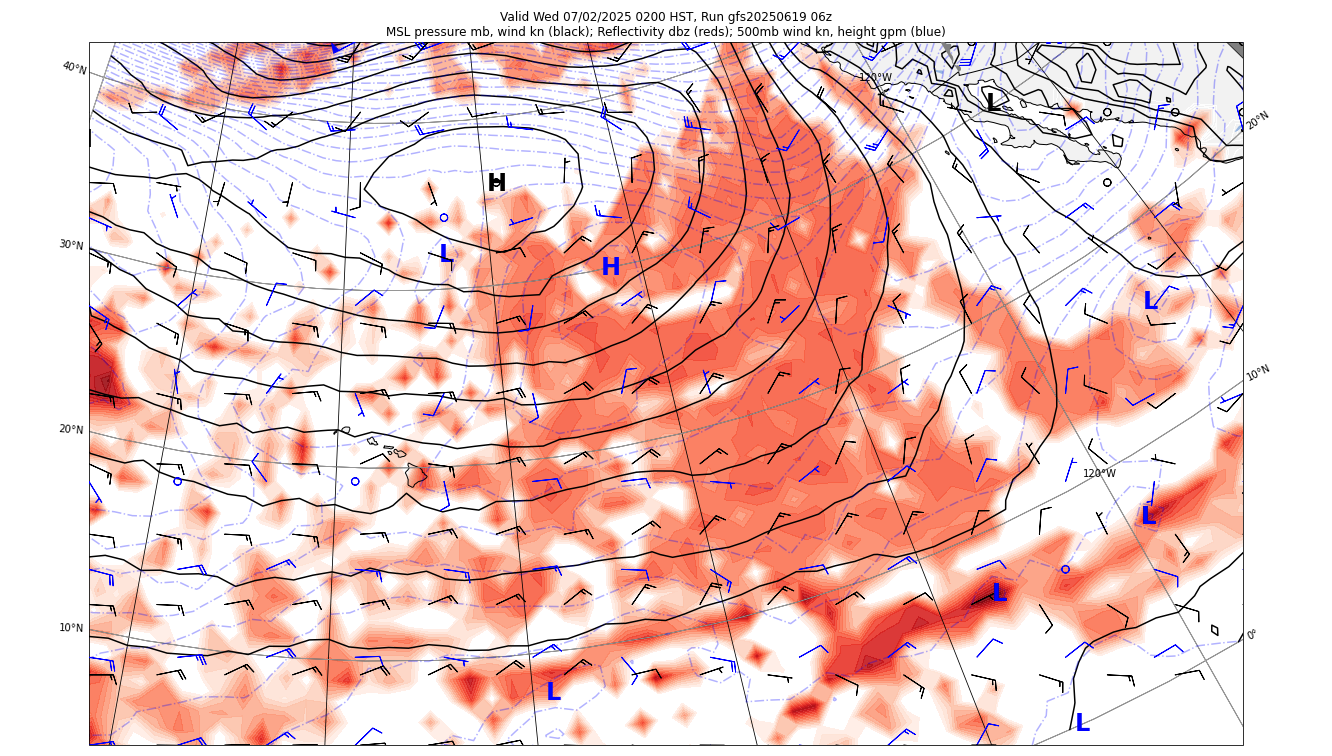 Valid Wed 07/02/2025 0200 HST, Run gfs20250619 06z
MSL pressure mb, wind kn (black); Reflectivity dbz (reds); 500mb wind kn, height gpm (blue)
40°N
120°W
L
20°N
H
30°N
L
H
L
10°N
20°N
120°W
L
L
10°N
0°
L
L